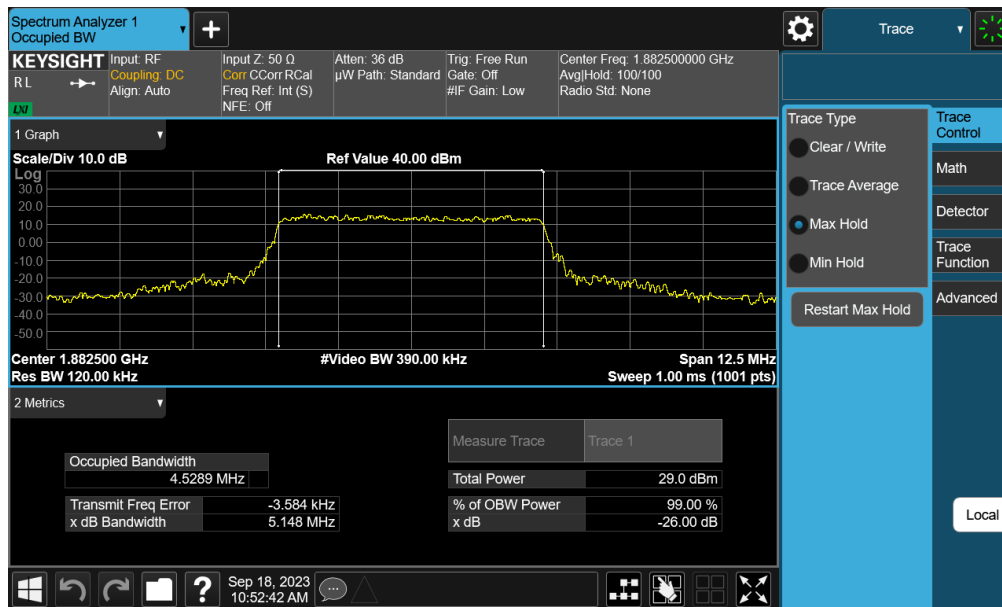 Spectrum Analyzer 1
Occupied BW
+
Trace
KEYSIGHT
R L
LXI
Input: RF
Coupling: DC
Align: Auto
Input Z: 50 Ω
Corr CCorr RCal
Freq Ref: Int (S)
NFE: Off
Atten: 36 dB
µW Path: Standard
Trig: Free Run
Gate: Off
#IF Gain: Low
Center Freq: 1.882500000 GHz
Avg|Hold: 100/100
Radio Std: None
1 Graph
Scale/Div 10.0 dB
Ref Value 40.00 dBm
Log
30.0
20.0
10.0
0.00
-10.0
-20.0
-30.0
-40.0
-50.0
Center 1.882500 GHz
#Video BW 390.00 kHz
Span 12.5 MHz
Res BW 120.00 kHz
Sweep 1.00 ms (1001 pts)
2 Metrics
Measure Trace
Trace 1
Occupied Bandwidth
4.5289 MHz
Total Power
29.0 dBm
Transmit Freq Error
-3.584 kHz
% of OBW Power
99.00 %
x dB Bandwidth
5.148 MHz
x dB
-26.00 dB
Trace Type
Clear / Write
Trace Average
Max Hold
Min Hold
Restart Max Hold
Trace
Control
Math
Detector
Trace
Function
Advanced
Local
?
Sep 18, 2023
10:52:42 AM